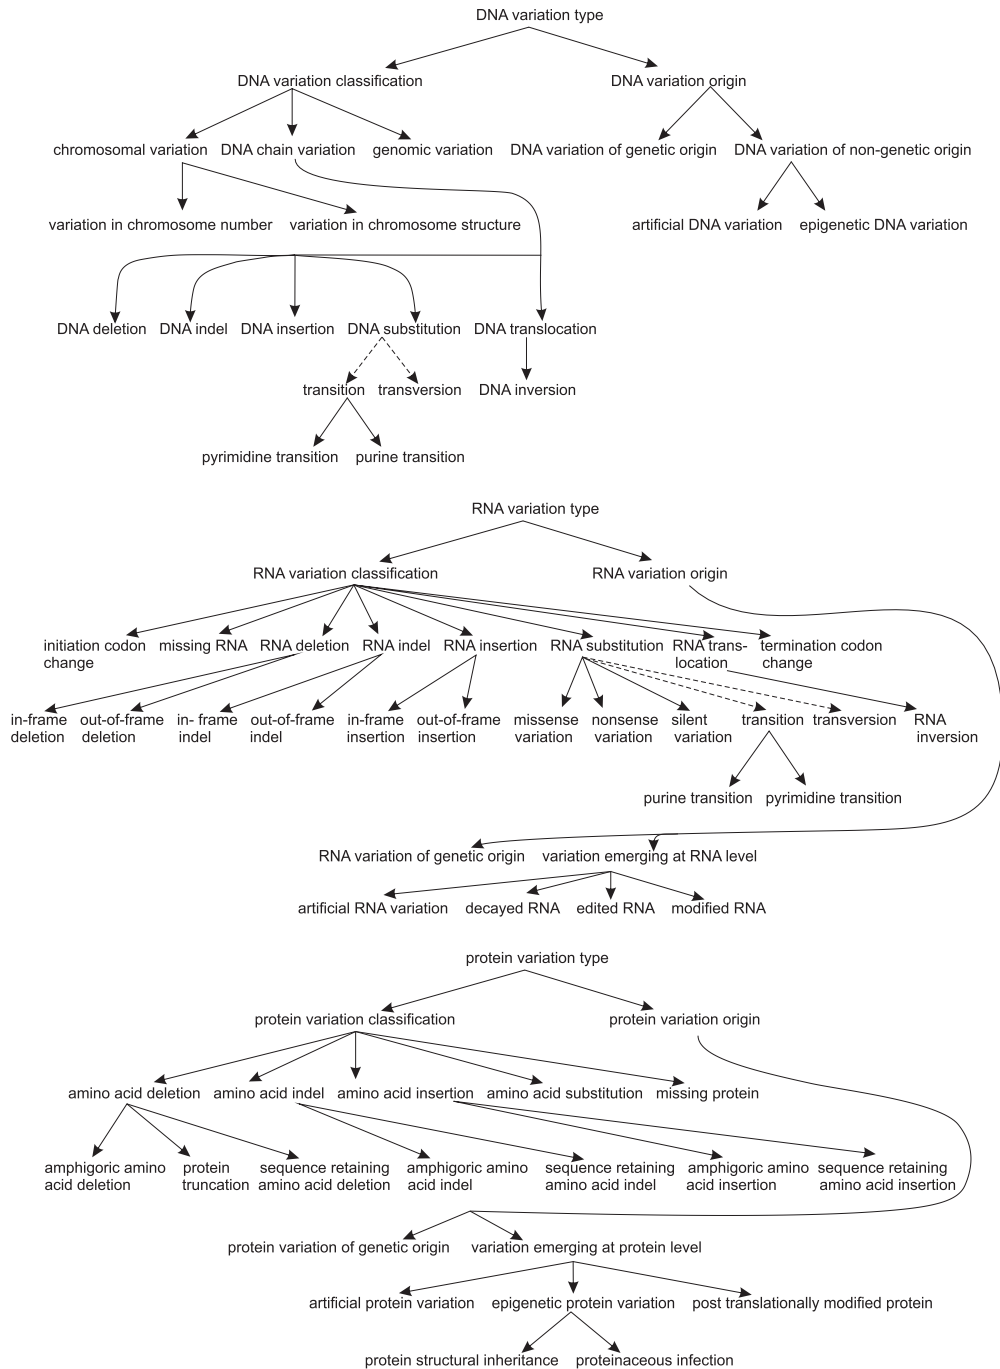 DNA variation type
DNA variation classification
DNA variation origin
chromosomal variation
DNA chain variation
genomic variation
DNA variation of genetic origin
DNA variation of non-genetic origin
variation in chromosome number
variation in chromosome structure
artificial DNA variation
epigenetic DNA variation
DNA deletion
DNA indel
DNA insertion
DNA substitution
DNA translocation
transition
transversion
DNA inversion
pyrimidine transition
purine transition
RNA variation type
RNA variation classification
RNA variation origin
initiation codon
change
missing RNA
RNA deletion
RNA indel
RNA insertion
RNA substitution
RNA trans-
location
termination codon
change
in-frame
deletion
out-of-frame
deletion
in- frame
indel
out-of-frame
indel
in-frame
insertion
out-of-frame
insertion
missense
variation
nonsense
variation
silent
variation
transition
transversion
RNA
inversion
purine transition
pyrimidine transition
RNA variation of genetic origin
variation emerging at RNA level
artificial RNA variation
decayed RNA
edited RNA
modified RNA
protein variation type
protein variation classification
protein variation origin
amino acid deletion
amino acid indel
amino acid insertion
amino acid substitution
missing protein
amphigoric amino
acid deletion
protein
truncation
sequence retaining
amino acid deletion
amphigoric amino
acid indel
sequence retaining
amino acid indel
amphigoric amino
acid insertion
sequence retaining
amino acid insertion
protein variation of genetic origin
variation emerging at protein level
artificial protein variation
epigenetic protein variation
post translationally modified protein
protein structural inheritance
proteinaceous infection